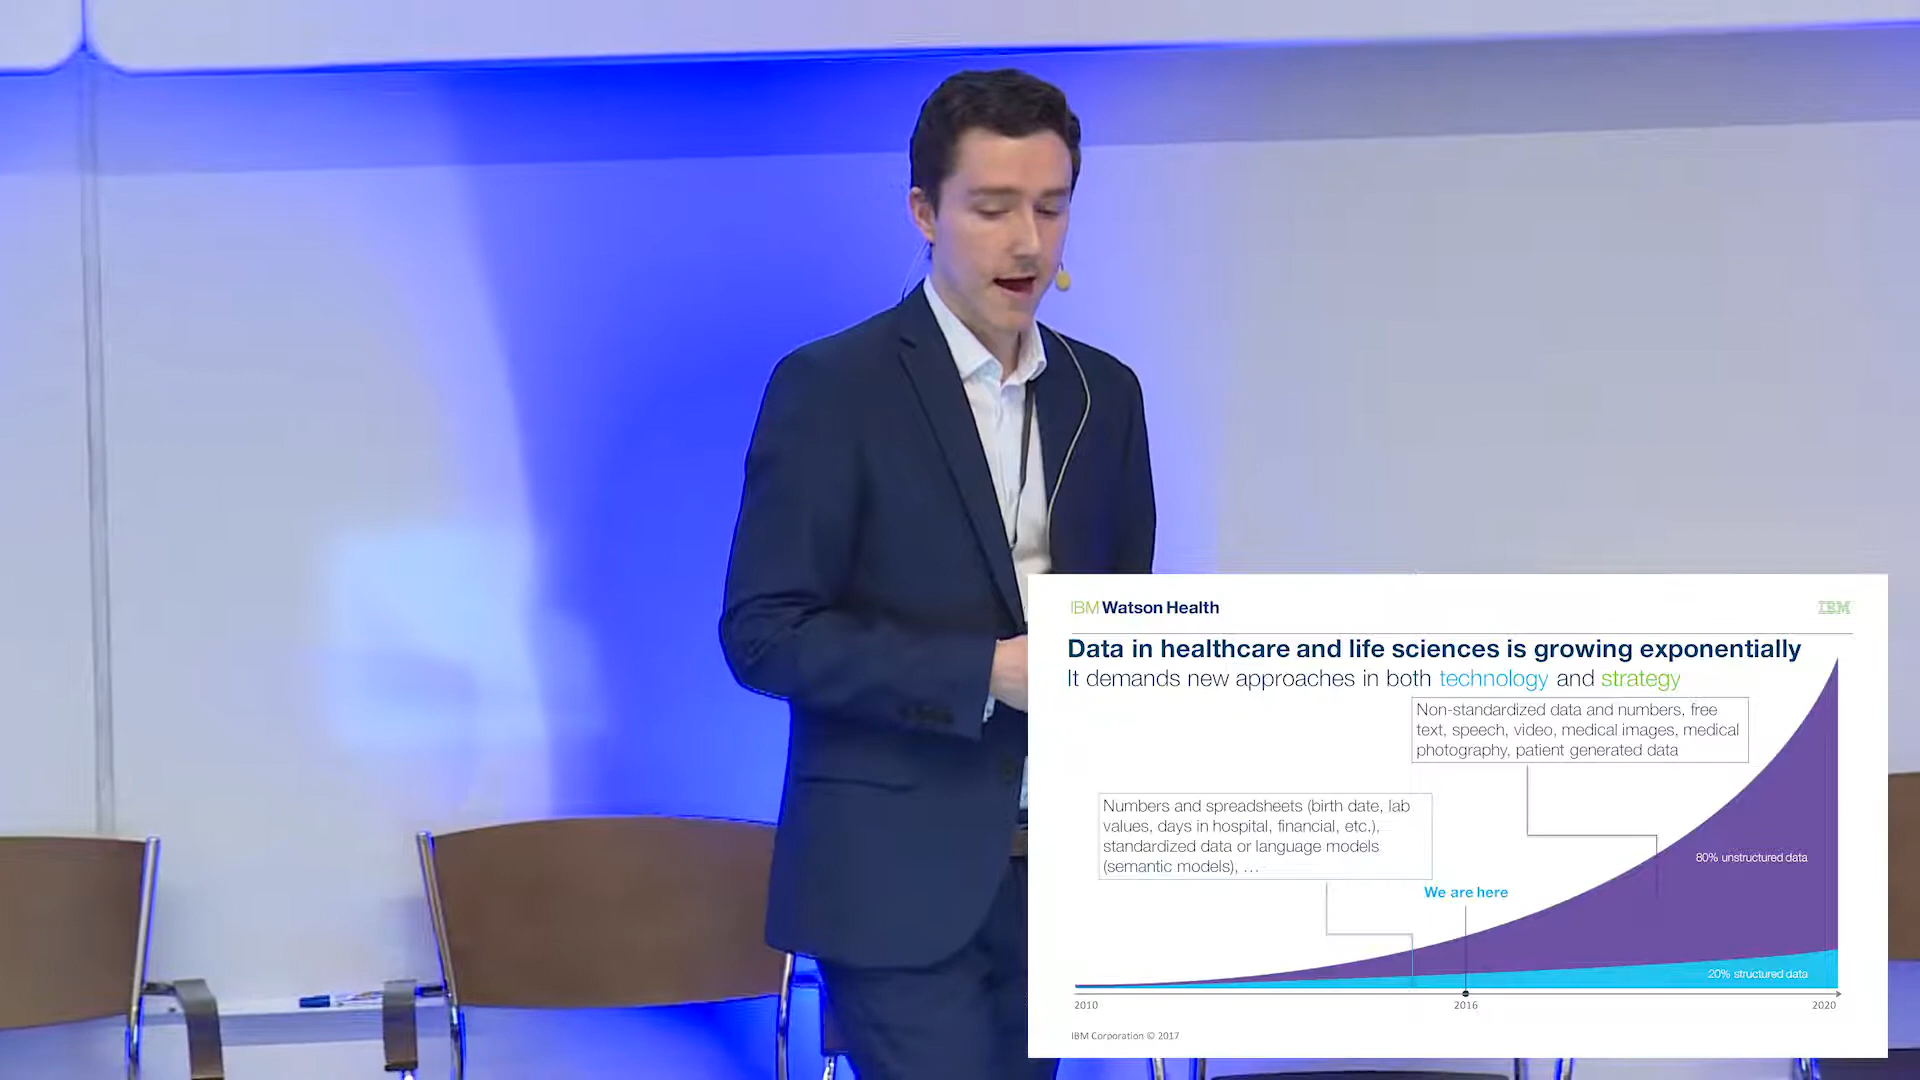 IBM Watson Health
IBM
Data in healthcare and life sciences is growing exponentially
It demands new approaches in both technology and strategy
Non-standardized data and numbers, free
text, speech, video, medical images, medical
photography, patient generated data
Numbers and spreadsheets (birth date, lab
values, days in hospital, financial, etc.),
standardized data or language models
(semantic models), …
80% unstructured data
We are here
20% structured data
2010
2016
2020
IBM Corporation © 2017